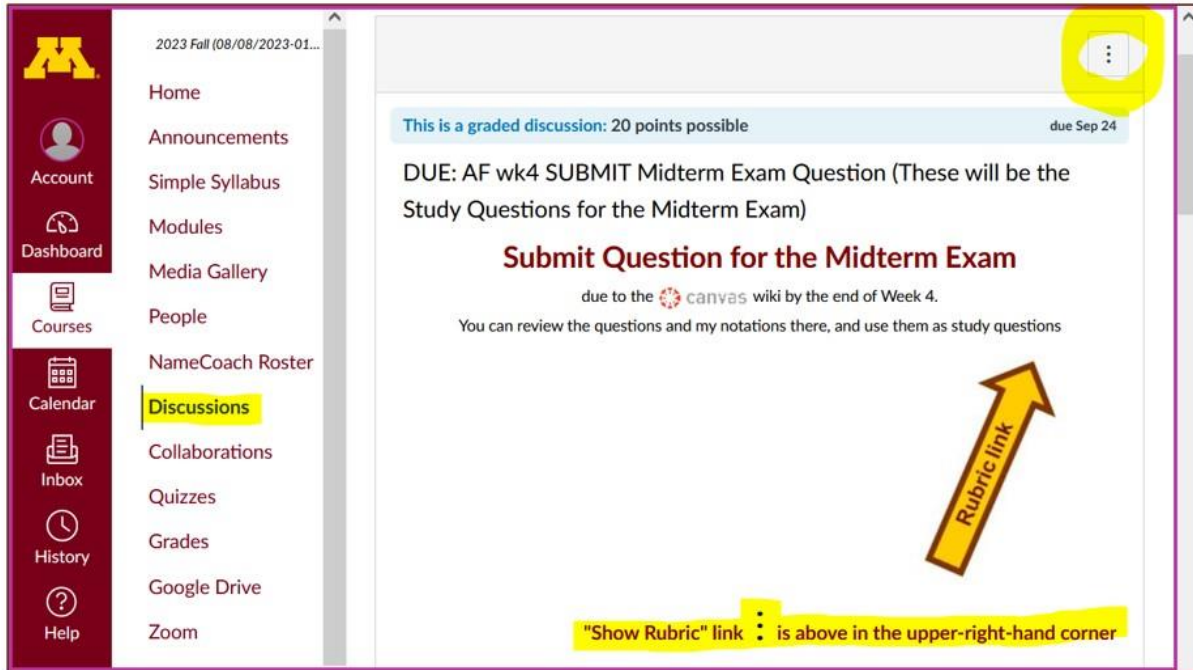 M
Account
Dashboard
Courses
Calendar
Inbox
History
Help
2023 Fall (08/08/2023-01...
Home
Announcements
Simple Syllabus
Modules
Media Gallery
People
NameCoach Roster
Discussions
Collaborations
Quizzes
Grades
Google Drive
Zoom
This is a graded discussion: 20 points possible
due Sep 24
DUE: AF wk4 SUBMIT Midterm Exam Question (These will be the
Study Questions for the Midterm Exam)
Submit Question for the Midterm Exam
due to the canvas wiki by the end of Week 4.
You can review the questions and my notations there, and use them as study questions
Rubric link
"Show Rubric" link ⋮ is above in the upper-right-hand corner